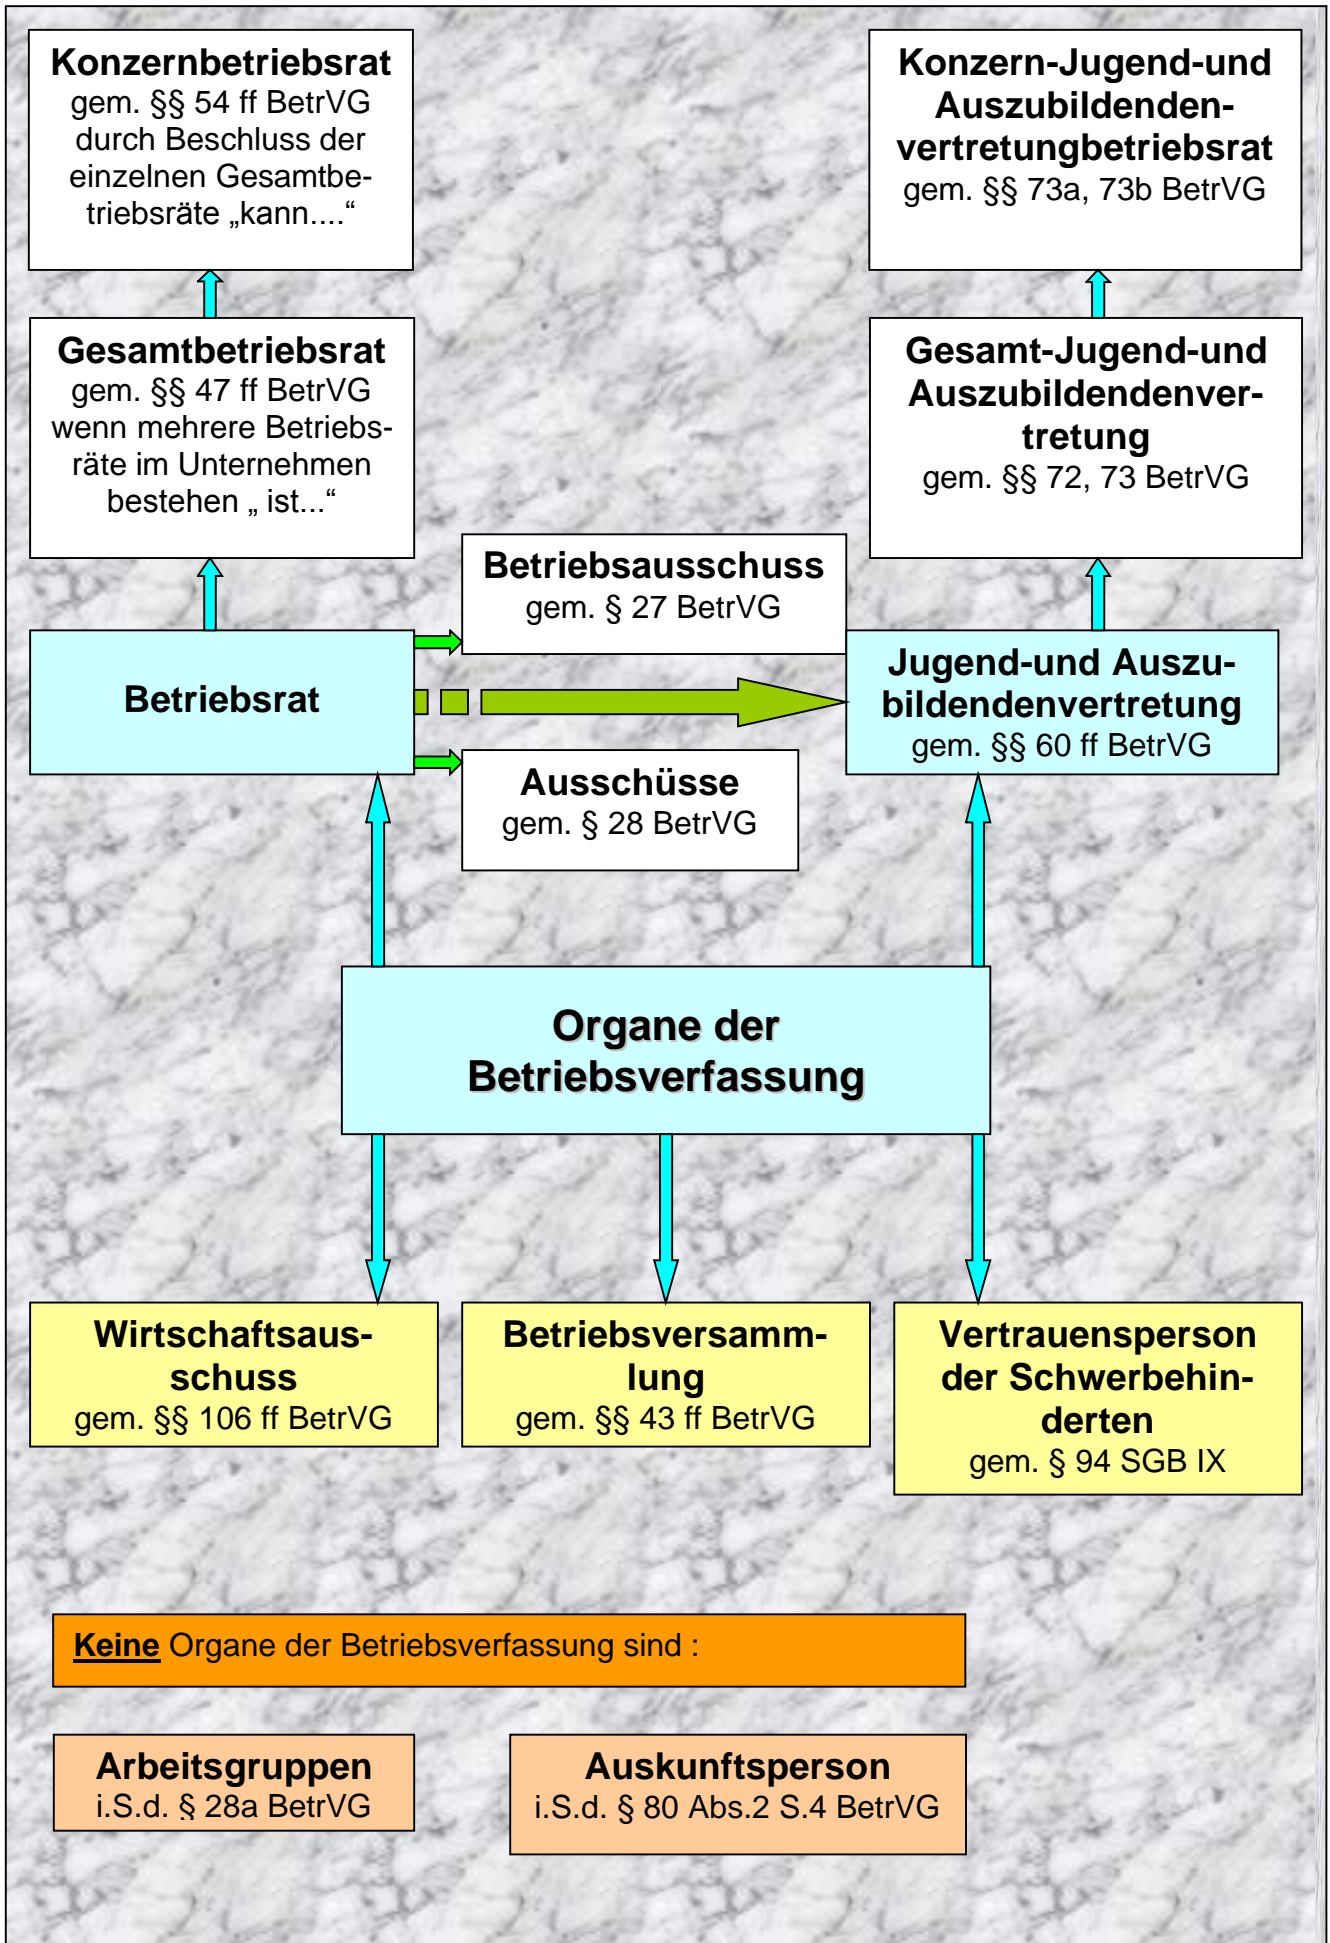 Konzernbetriebsrat
gem. §§ 54 ff BetrVG
durch Beschluss der
einzelnen Gesamtbe-
triebsräte „kann....“
Konzern-Jugend-und
Auszubildenden-
vertretungbetriebsrat
gem. §§ 73a, 73b BetrVG
Gesamtbetriebsrat
gem. §§ 47 ff BetrVG
wenn mehrere Betriebs-
räte im Unternehmen
bestehen „ ist...“
Gesamt-Jugend-und
Auszubildendenver-
tretung
gem. §§ 72, 73 BetrVG
Betriebsausschuss
gem. § 27 BetrVG
Betriebsrat
Jugend-und Auszu-
bildendenvertretung
gem. §§ 60 ff BetrVG
Ausschüsse
gem. § 28 BetrVG
Organe der
Betriebsverfassung
Wirtschaftsaus-
schuss
gem. §§ 106 ff BetrVG
Betriebsversamm-
lung
gem. §§ 43 ff BetrVG
Vertrauensperson
der Schwerbehin-
derten
gem. § 94 SGB IX
Keine Organe der Betriebsverfassung sind :
Arbeitsgruppen
i.S.d. § 28a BetrVG
Auskunftsperson
i.S.d. § 80 Abs.2 S.4 BetrVG